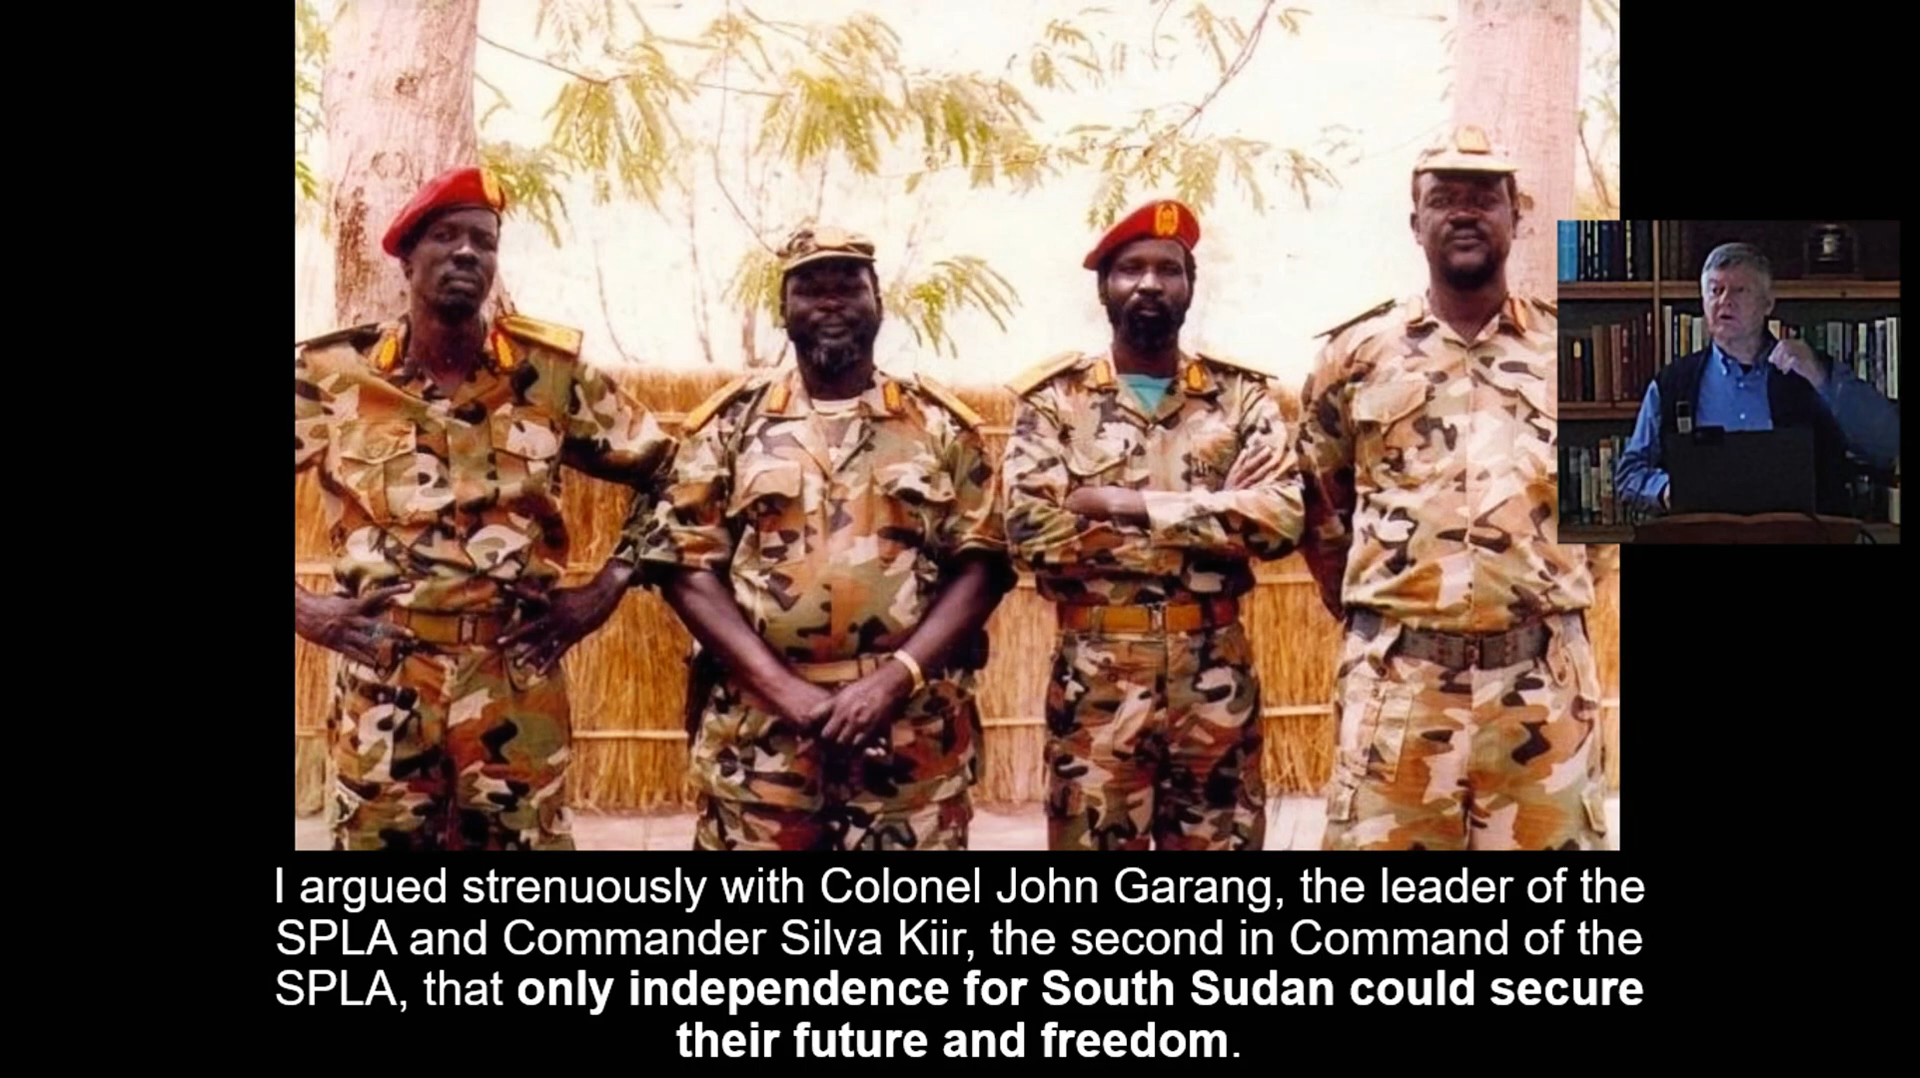 I argued strenuously with Colonel John Garang, the leader of the
SPLA and Commander Silva Kiir, the second in Command of the
SPLA, that only independence for South Sudan could secure
their future and freedom.